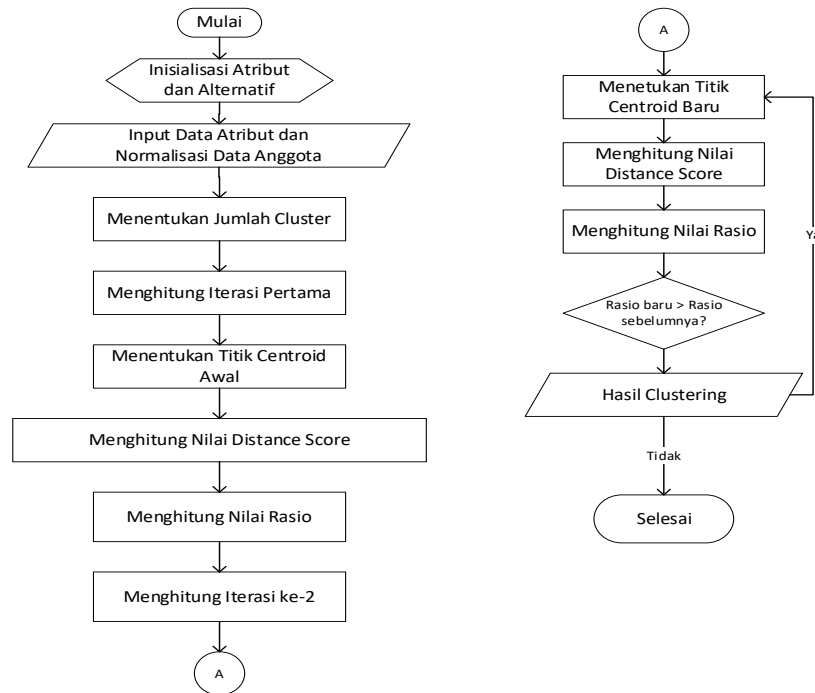 Mulai
Inisialisasi Atribut
dan Alternatif
Input Data Atribut dan
Normalisasi Data Anggota
Menentukan Jumlah Cluster
Menghitung Iterasi Pertama
Menentukan Titik Centroid
Awal
Menghitung Nilai Distance Score
Menghitung Nilai Rasio
Menghitung Iterasi ke-2
A
A
Menetukan Titik
Centroid Baru
Menghitung Nilai
Distance Score
Menghitung Nilai Rasio
Rasio baru > Rasio
sebelumnya?
Ya
Hasil Clustering
Tidak
Selesai